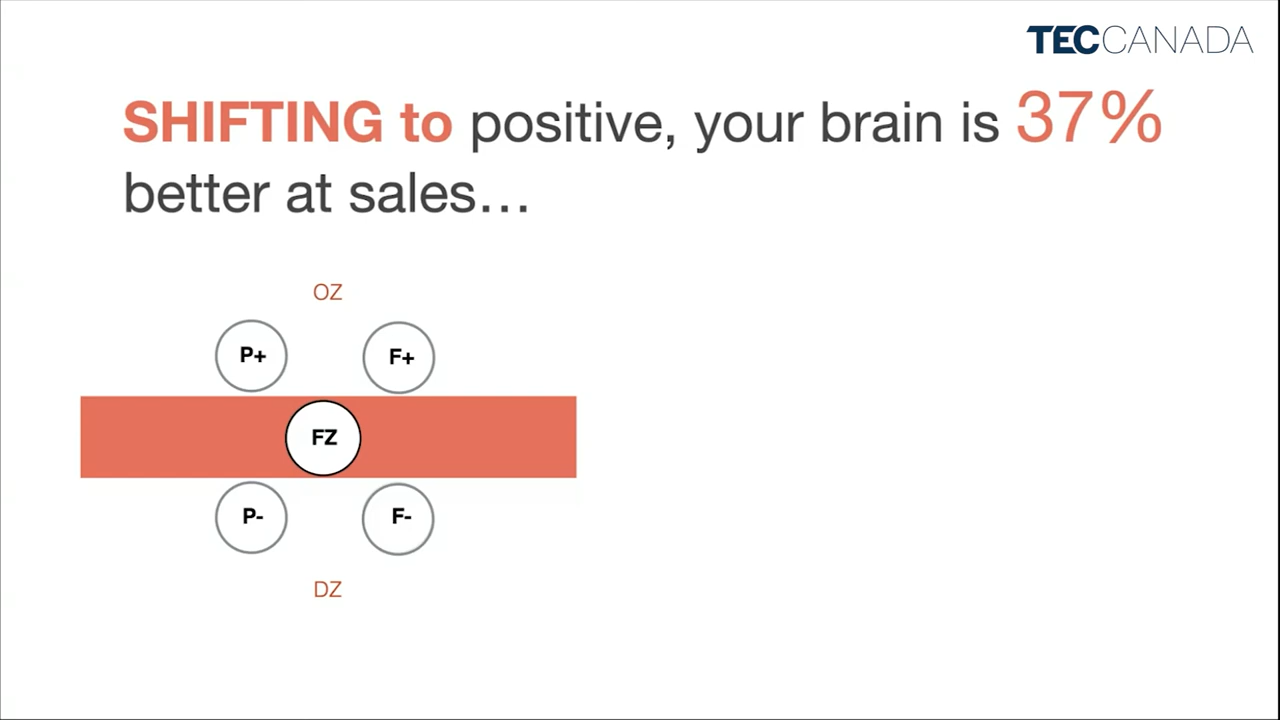 TECCANADA
SHIFTING to positive, your brain is 37%
better at sales…
OZ
P+ F+
FZ
P- F-
DZ